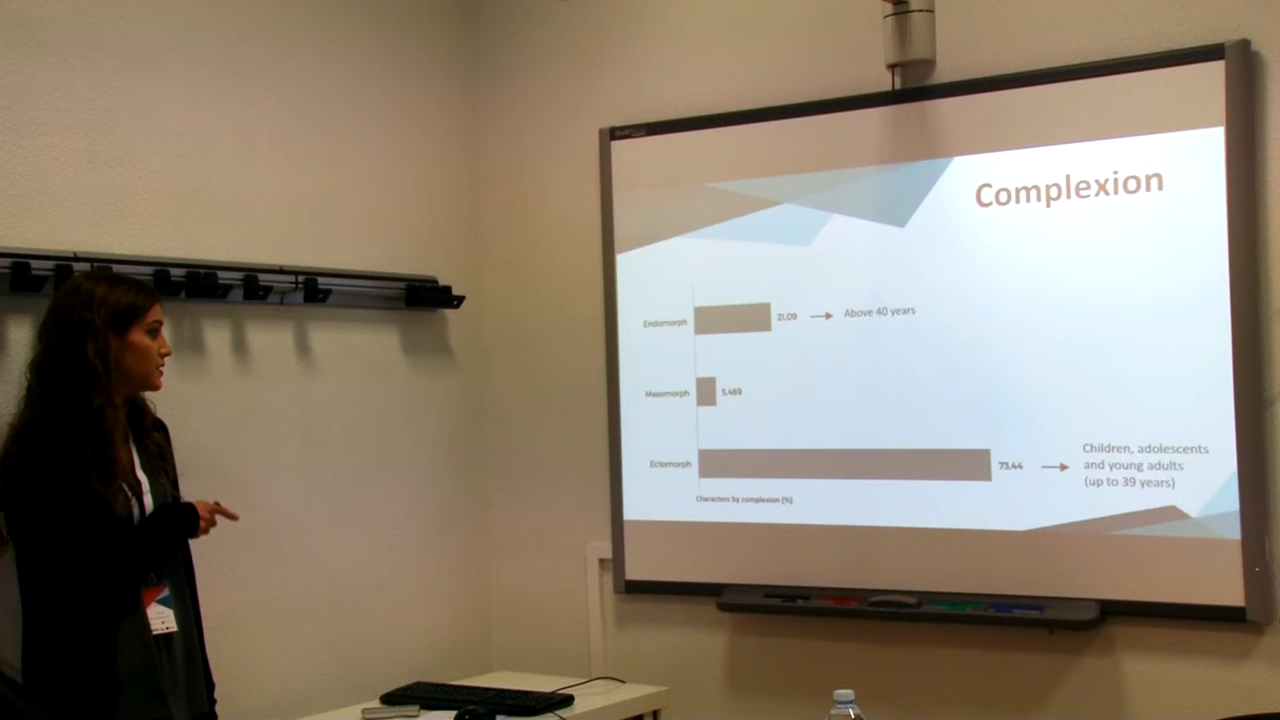 Complexion
Endomorph
21,09
Above 40 years
Mesomorph
5,469
Ectomorph
73,44
Children, adolescents
and young adults
(up to 39 years)
Characters by complexion (%)